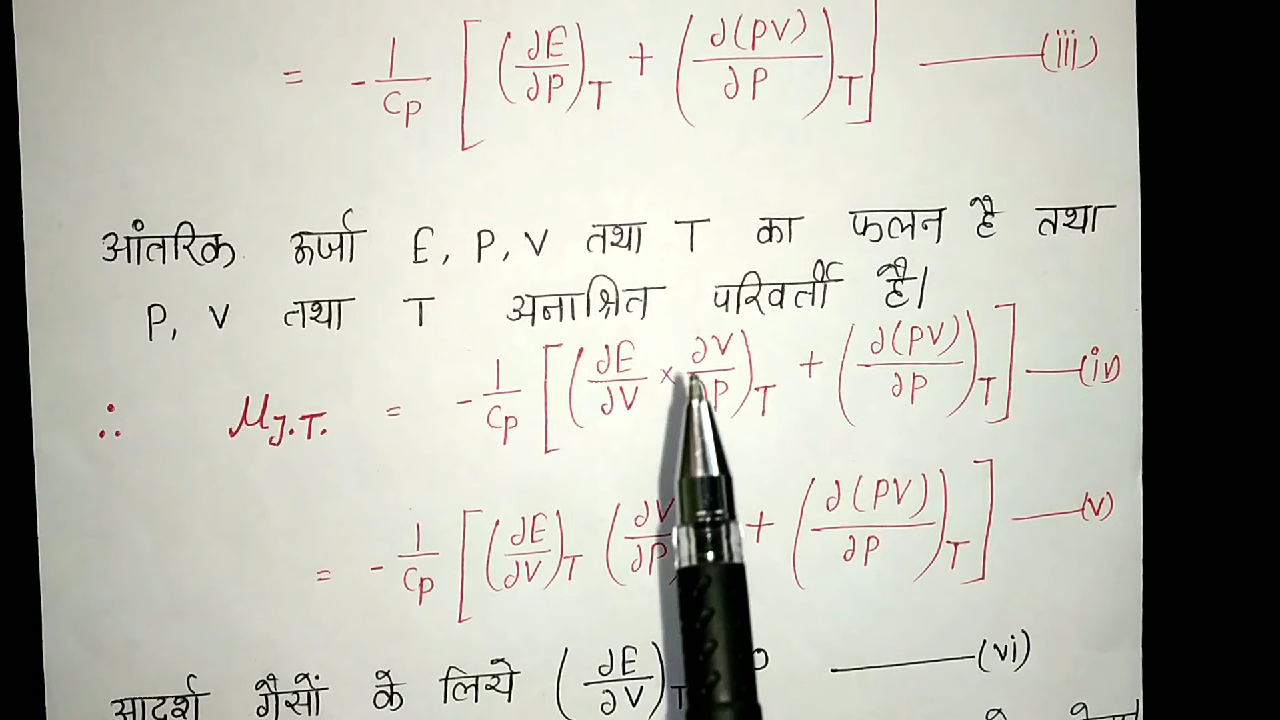 = - 1/Cp [ (∂E/∂P)T + (∂(PV)/∂P)T ] ——(iii)
आंतरिक ऊर्जा E, P, V तथा T का फलन है तथा
P, V तथा T अनाश्रित परिवर्ती है।
∴ μJ.T. = - 1/Cp [ (∂E/∂V × ∂V/∂P)T + (∂(PV)/∂P)T ] ——(iv)
= - 1/Cp [ (∂E/∂V)T (∂V/∂P) + (∂(PV)/∂P)T ] ——(v)
आदर्श गैसों के लिये (∂E/∂V)T 0 ——(vi)